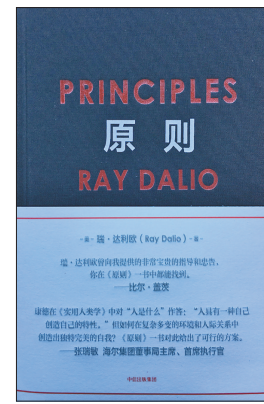 PRINCIPLES
原 则
RAY DALIO
-美- 瑞·达利欧（Ray Dalio）-著-
瑞·达利欧曾向我提供的非常宝贵的指导和忠告，
你在《原则》一书中都能找到。
——比尔·盖茨
康德在《实用人类学》中对“人是什么”作答：“人具有一种自己
创造自己的特性。”但如何在复杂多变的环境和人际关系中
创造出独特完美的自我？《原则》一书对此给出了可行的方案。
——张瑞敏 海尔集团董事局主席、首席执行官
中信出版集团